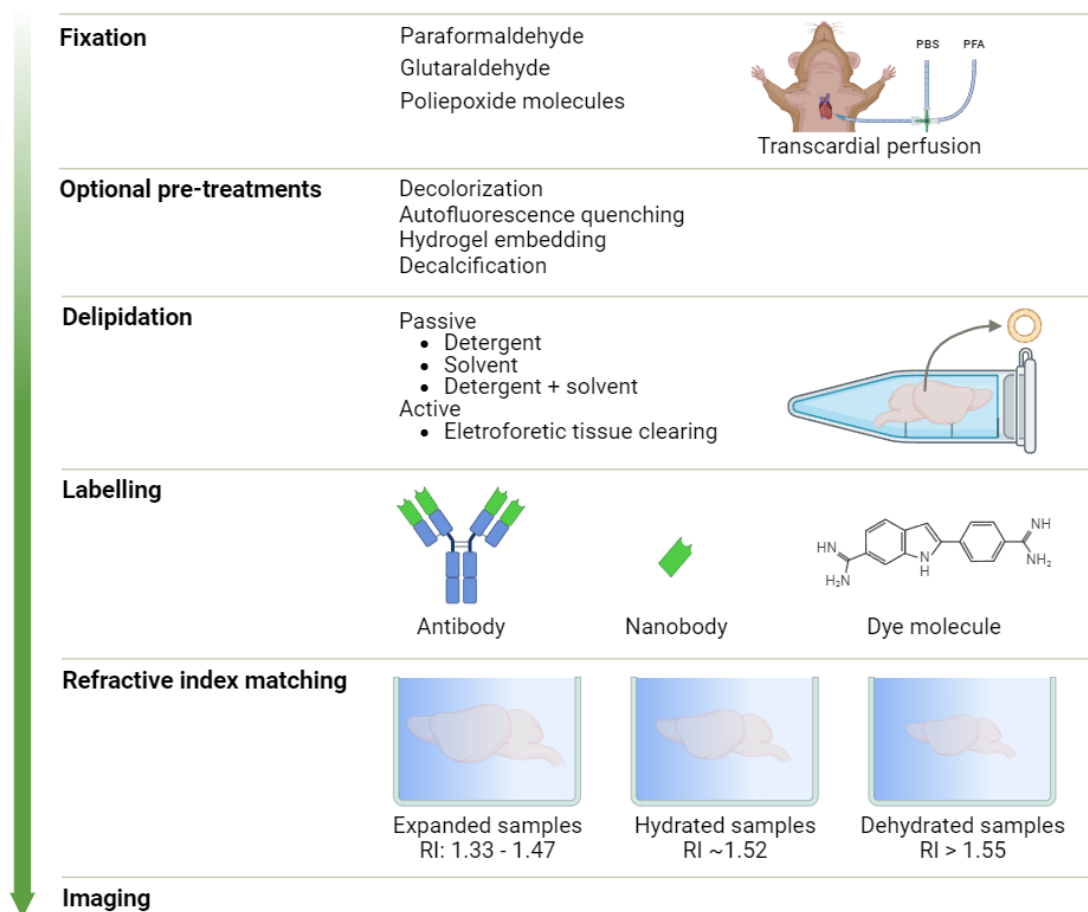 Fixation
Paraformaldehyde
Glutaraldehyde
Poliepoxide molecules
PBS PFA
Transcardial perfusion
Optional pre-treatments
Decolorization
Autofluorescence quenching
Hydrogel embedding
Decalcification
Delipidation
Passive
• Detergent
• Solvent
• Detergent + solvent
Active
• Eletroforetic tissue clearing
Labelling
HN
H₂N
N
H
NH
NH₂
Antibody
Nanobody
Dye molecule
Refractive index matching
Expanded samples
RI: 1.33 - 1.47
Hydrated samples
RI ~1.52
Dehydrated samples
RI > 1.55
Imaging